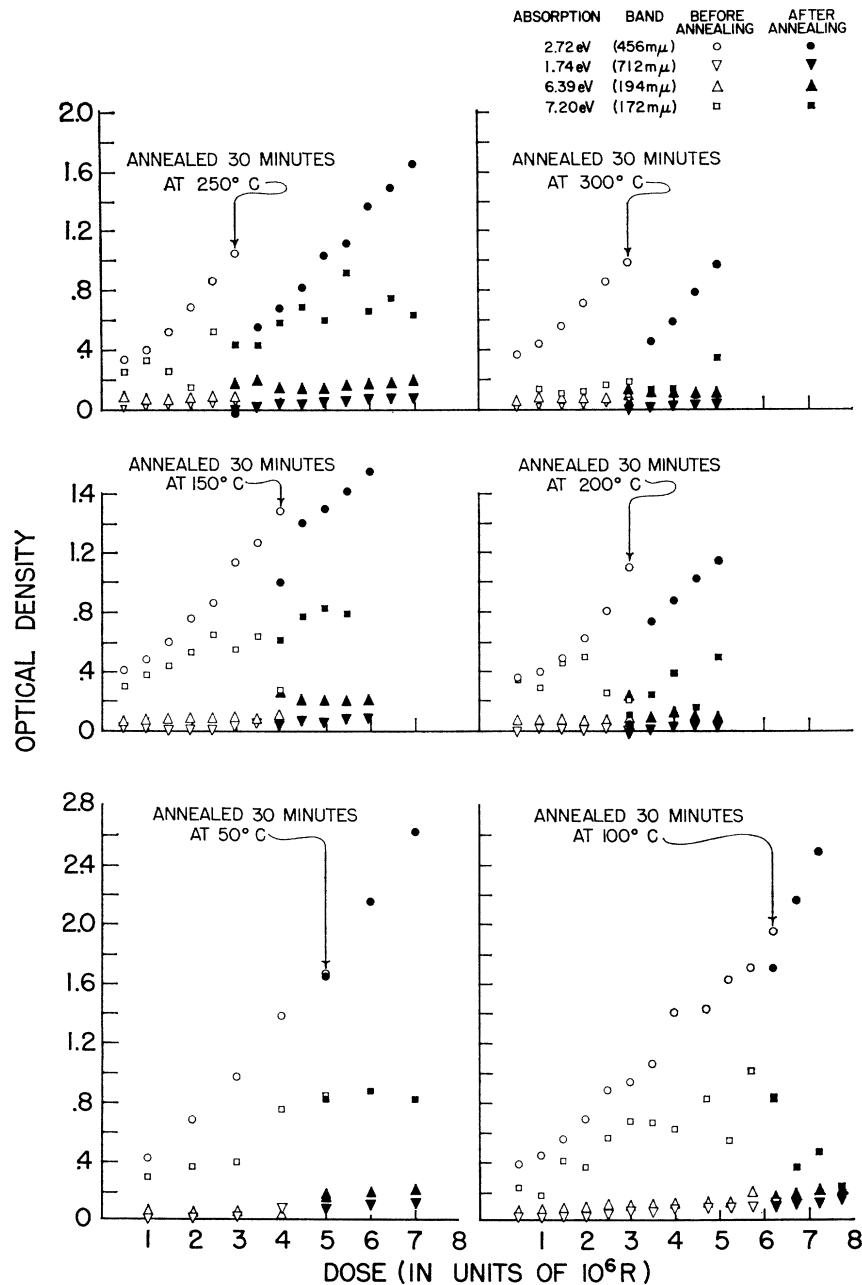 ABSORPTION BAND BEFORE ANNEALING AFTER ANNEALING
2.72eV (456mμ)
1.74eV (712mμ)
6.39eV (194mμ)
7.20eV (172mμ)
2.0
1.6
1.2
.8
.4
0
ANNEALED 30 MINUTES
AT 250° C
ANNEALED 30 MINUTES
AT 300° C
1.4
1.2
.8
.4
0
ANNEALED 30 MINUTES
AT 150° C
ANNEALED 30 MINUTES
AT 200° C
OPTICAL DENSITY
2.8
2.4
2.0
1.6
1.2
.8
.4
0
ANNEALED 30 MINUTES
AT 50° C
ANNEALED 30 MINUTES
AT 100° C
1 2 3 4 5 6 7 8
1 2 3 4 5 6 7 8
DOSE (IN UNITS OF 10⁶R)